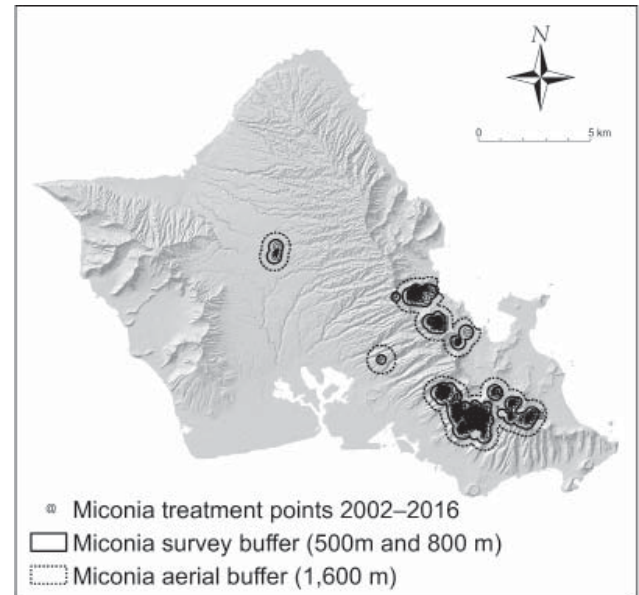 N
0 5 km
Miconia treatment points 2002–2016
Miconia survey buffer (500m and 800 m)
Miconia aerial buffer (1,600 m)